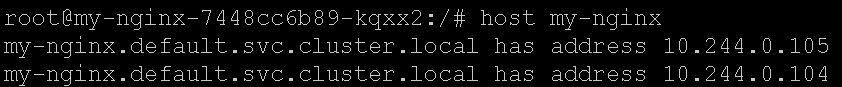 root@my-nginx-7448cc6b89-kqxx2:/# host my-nginx
my-nginx.default.svc.cluster.local has address 10.244.0.105
my-nginx.default.svc.cluster.local has address 10.244.0.104